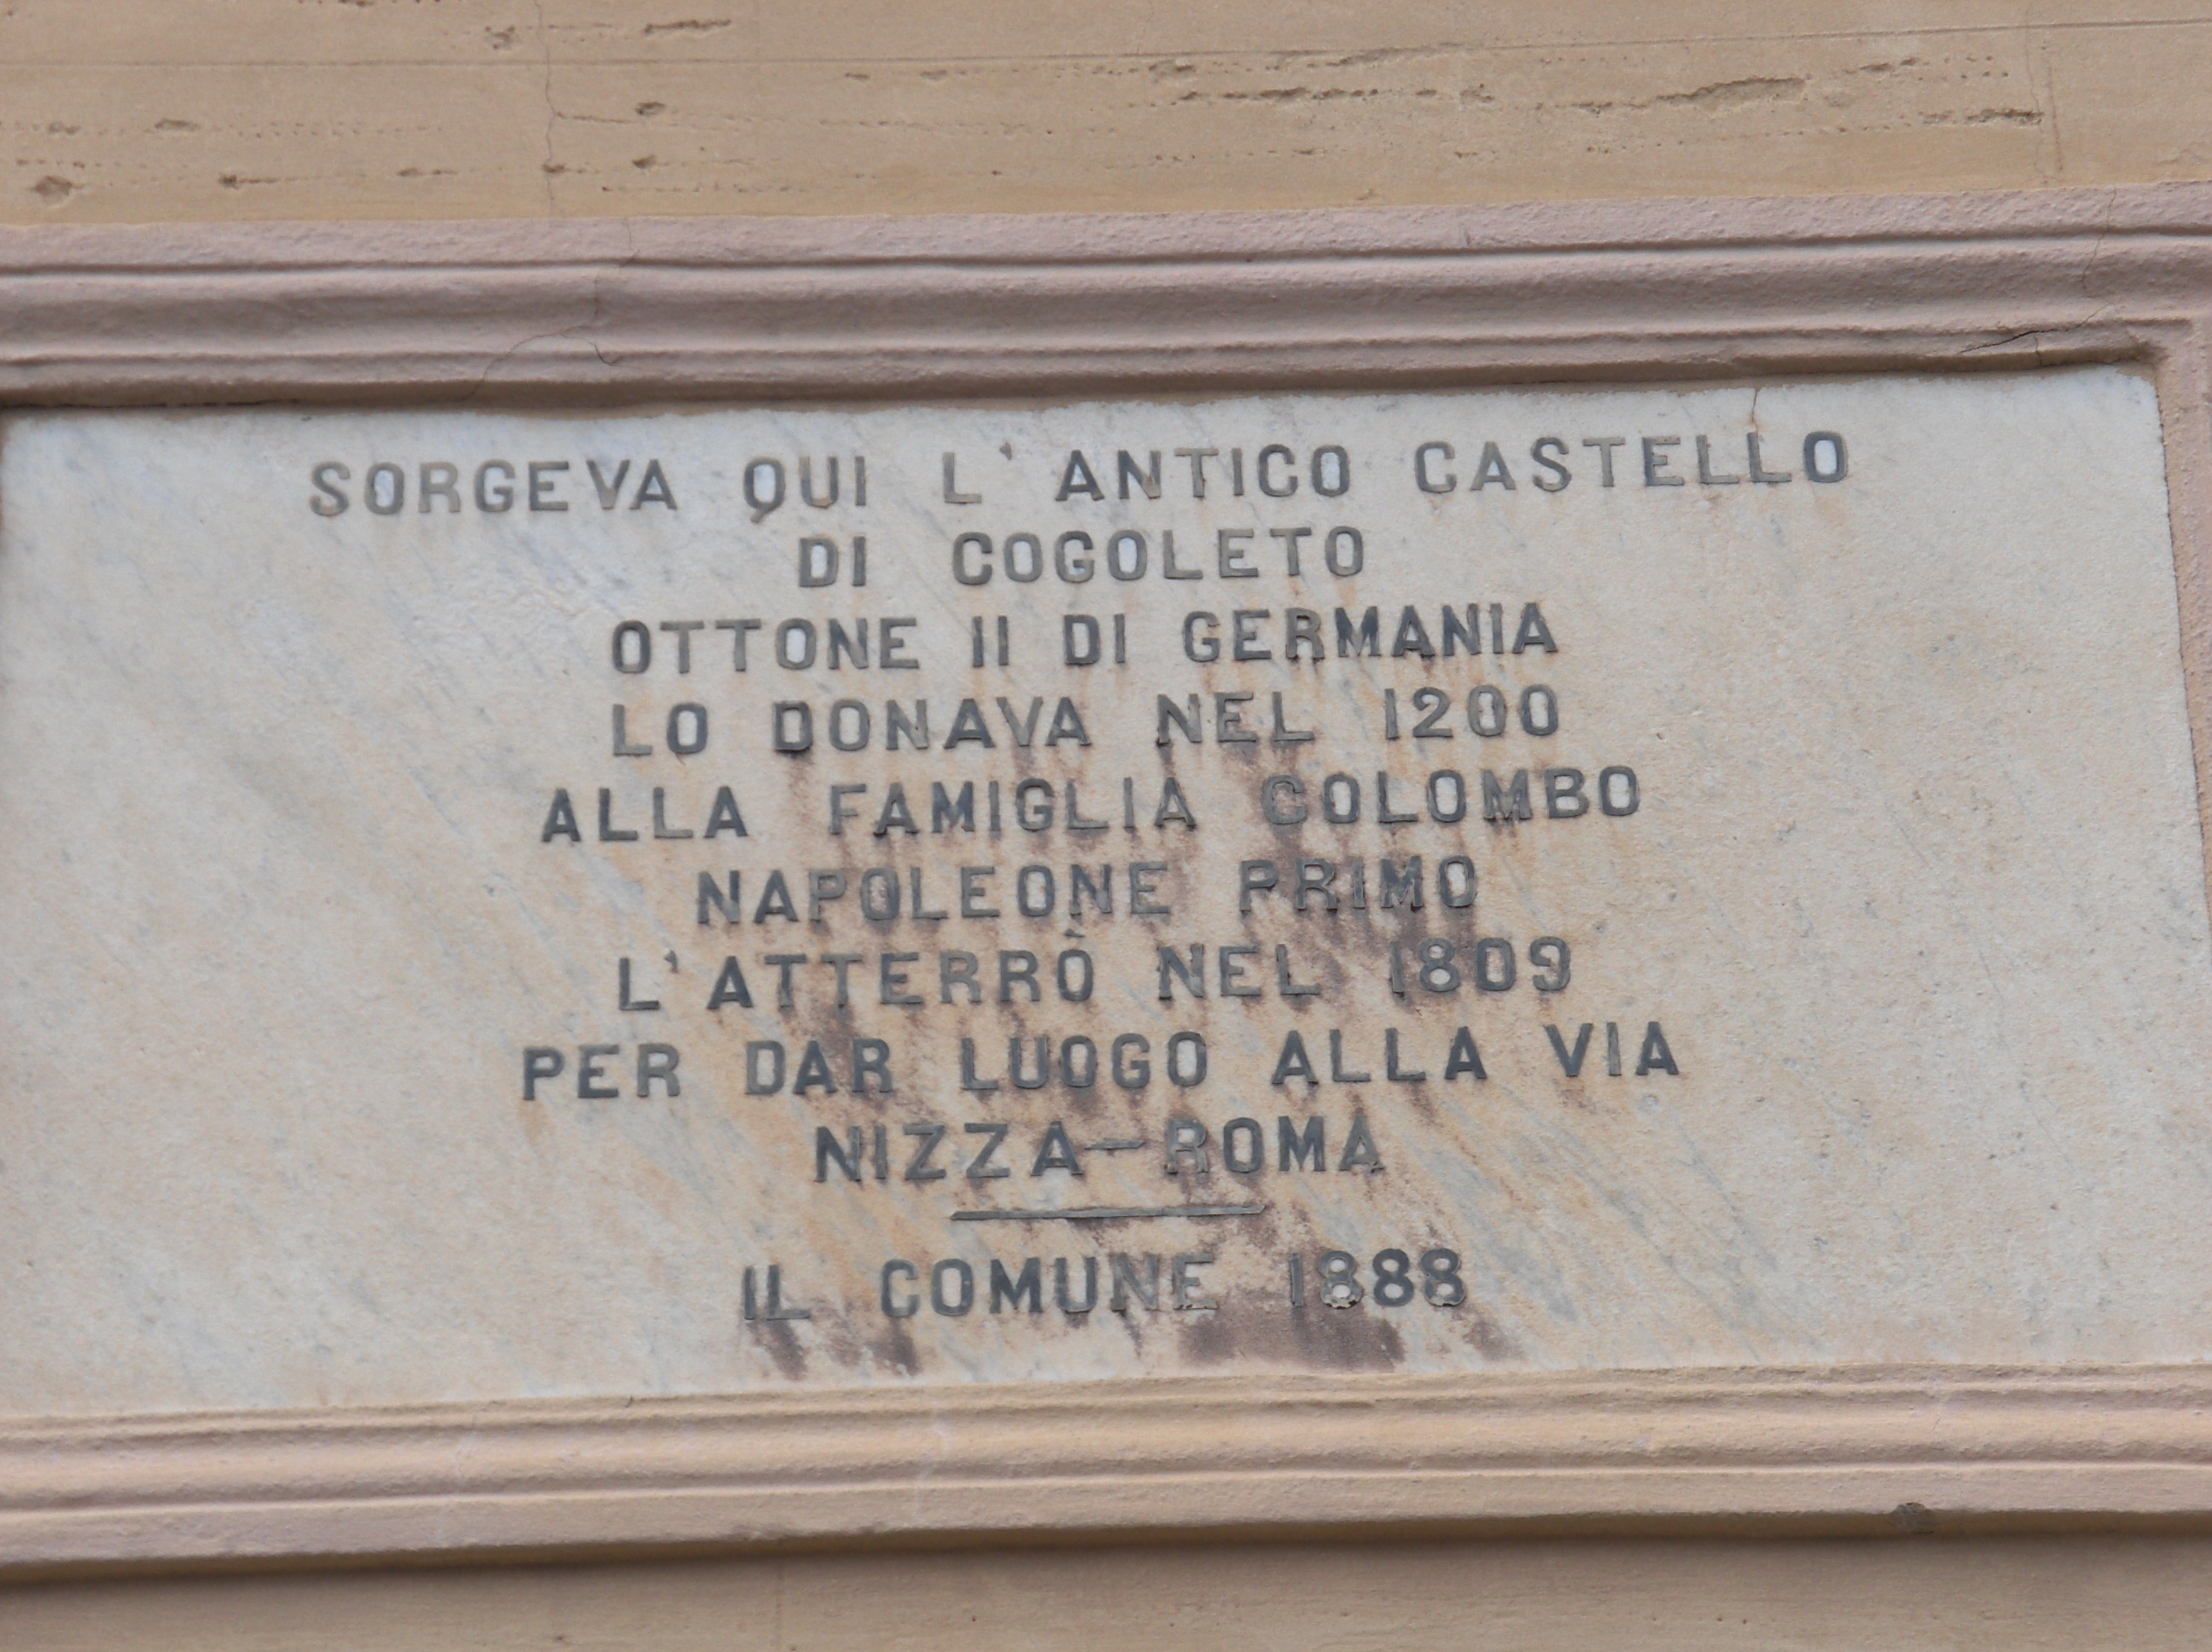 SORGEVA QUI L'ANTICO CASTELLO
DI COGOLETO
OTTONE II DI GERMANIA
LO DONAVA NEL 1200
ALLA FAMIGLIA COLOMBO
NAPOLEONE PRIMO
L'ATTERRÒ NEL 1809
PER DAR LUOGO ALLA VIA
NIZZA-ROMA
IL COMUNE 1888